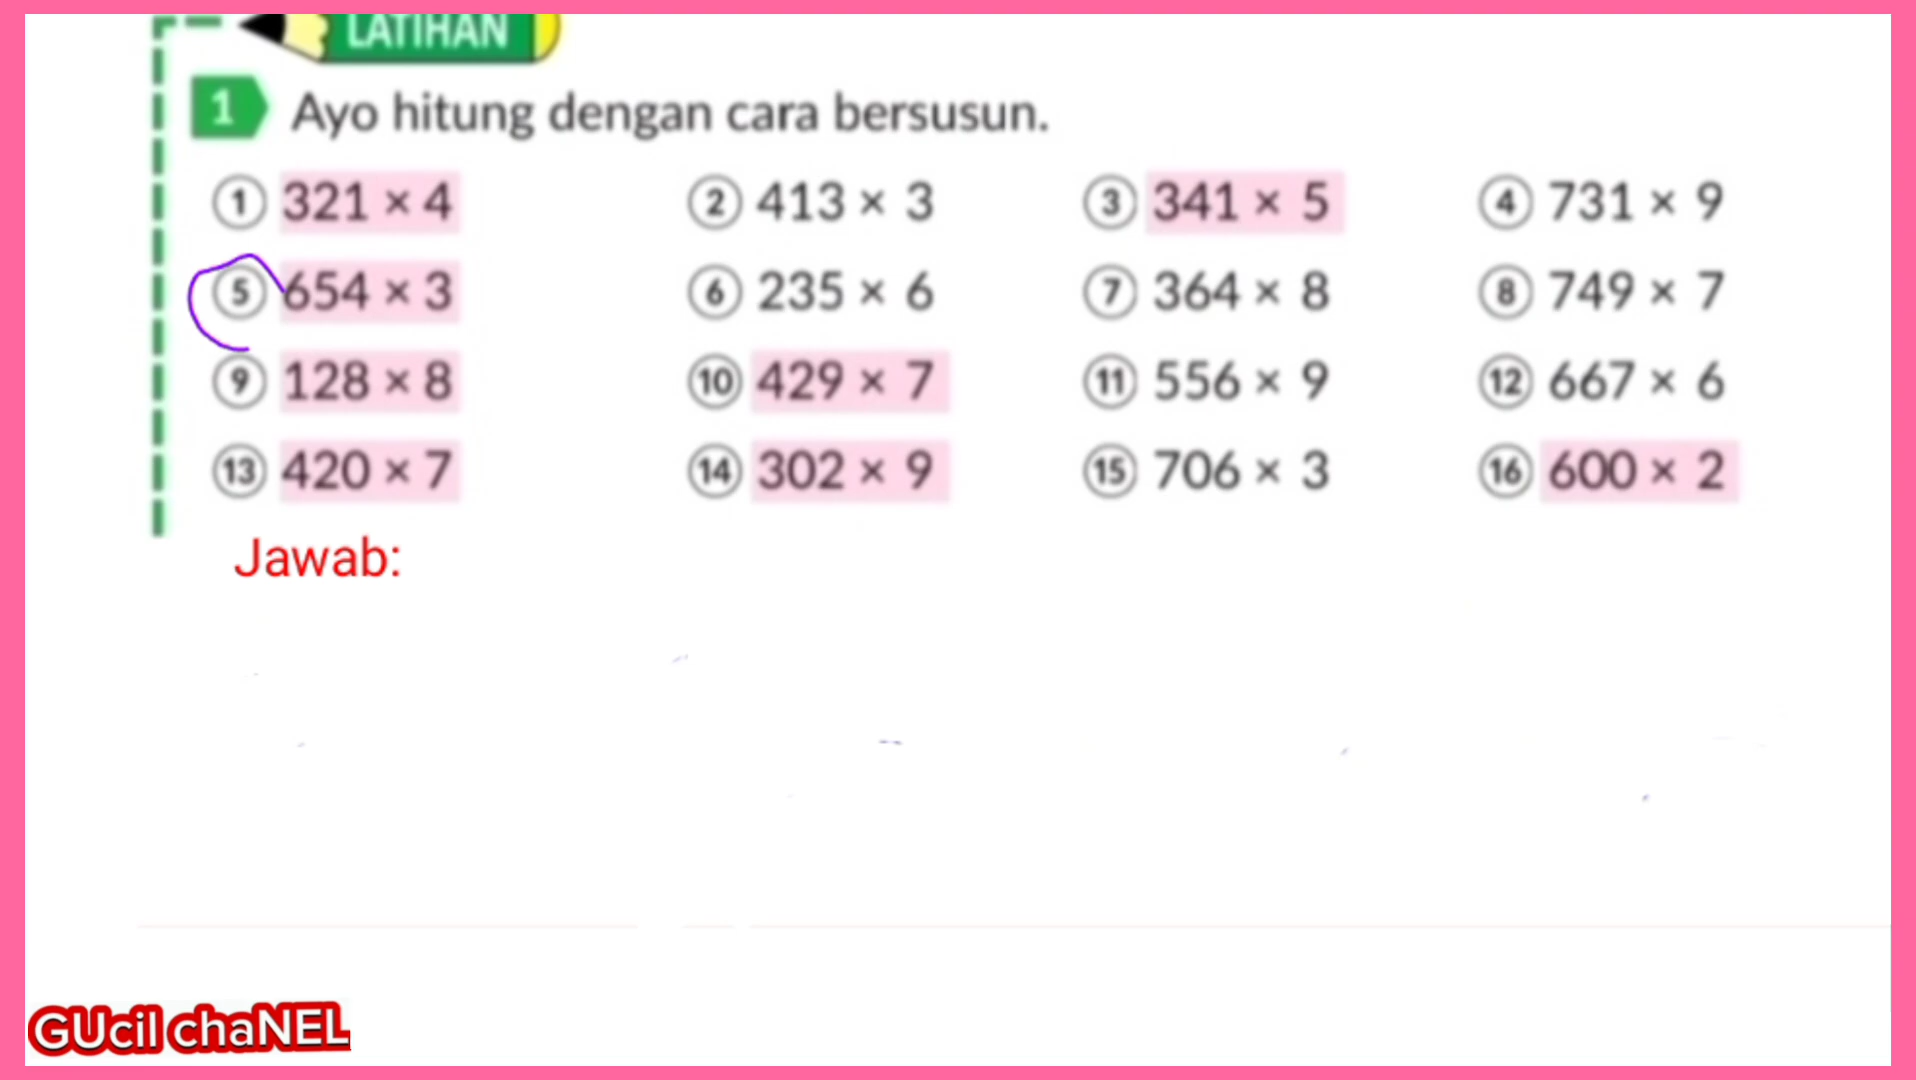 LATIHAN
1 Ayo hitung dengan cara bersusun.
1 321 × 4 2 413 × 3 3 341 × 5 4 731 × 9
5 654 × 3 6 235 × 6 7 364 × 8 8 749 × 7
9 128 × 8 10 429 × 7 11 556 × 9 12 667 × 6
13 420 × 7 14 302 × 9 15 706 × 3 16 600 × 2
Jawab:
GUcil chaNEL